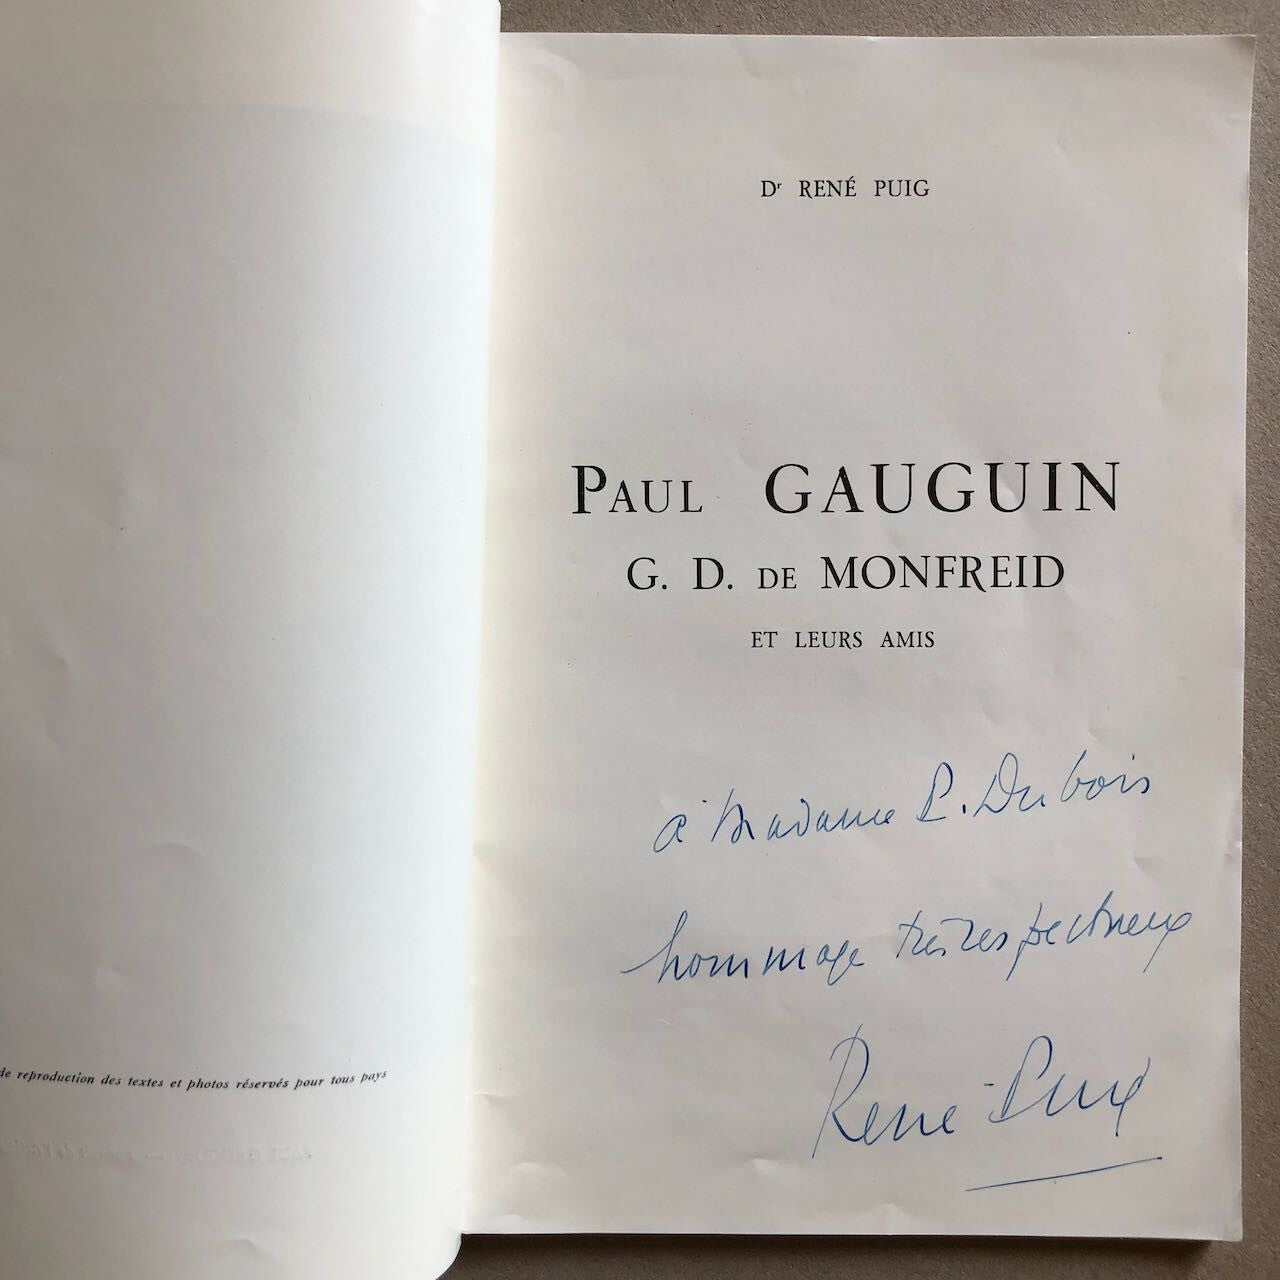 de reproduction des textes et photos réservés pour tous pays
Dr RENÉ PUIG
PAUL GAUGUIN
G. D. DE MONFREID
ET LEURS AMIS
à Madame P. Dubois
hommage très respectueux
René Puig